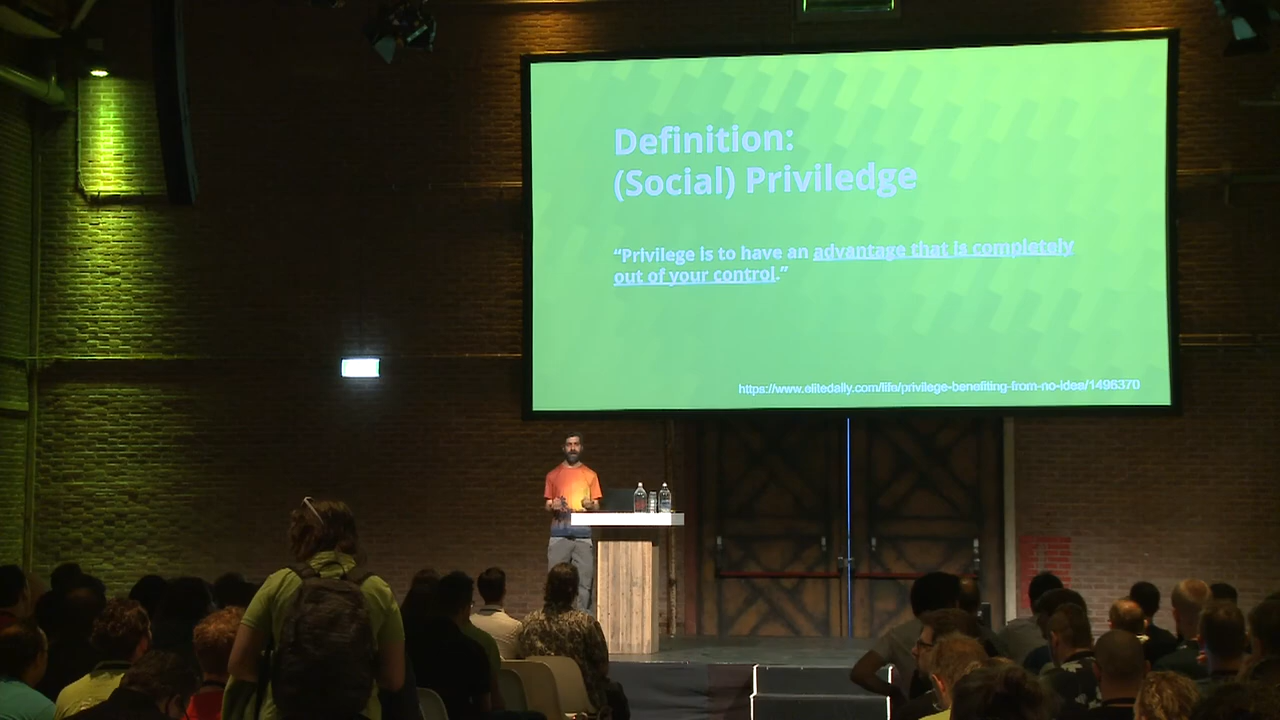 Definition:
(Social) Priviledge
“Privilege is to have an advantage that is completely
out of your control.”
https://www.elitedaily.com/life/privilege-benefiting-from-no-idea/1496370